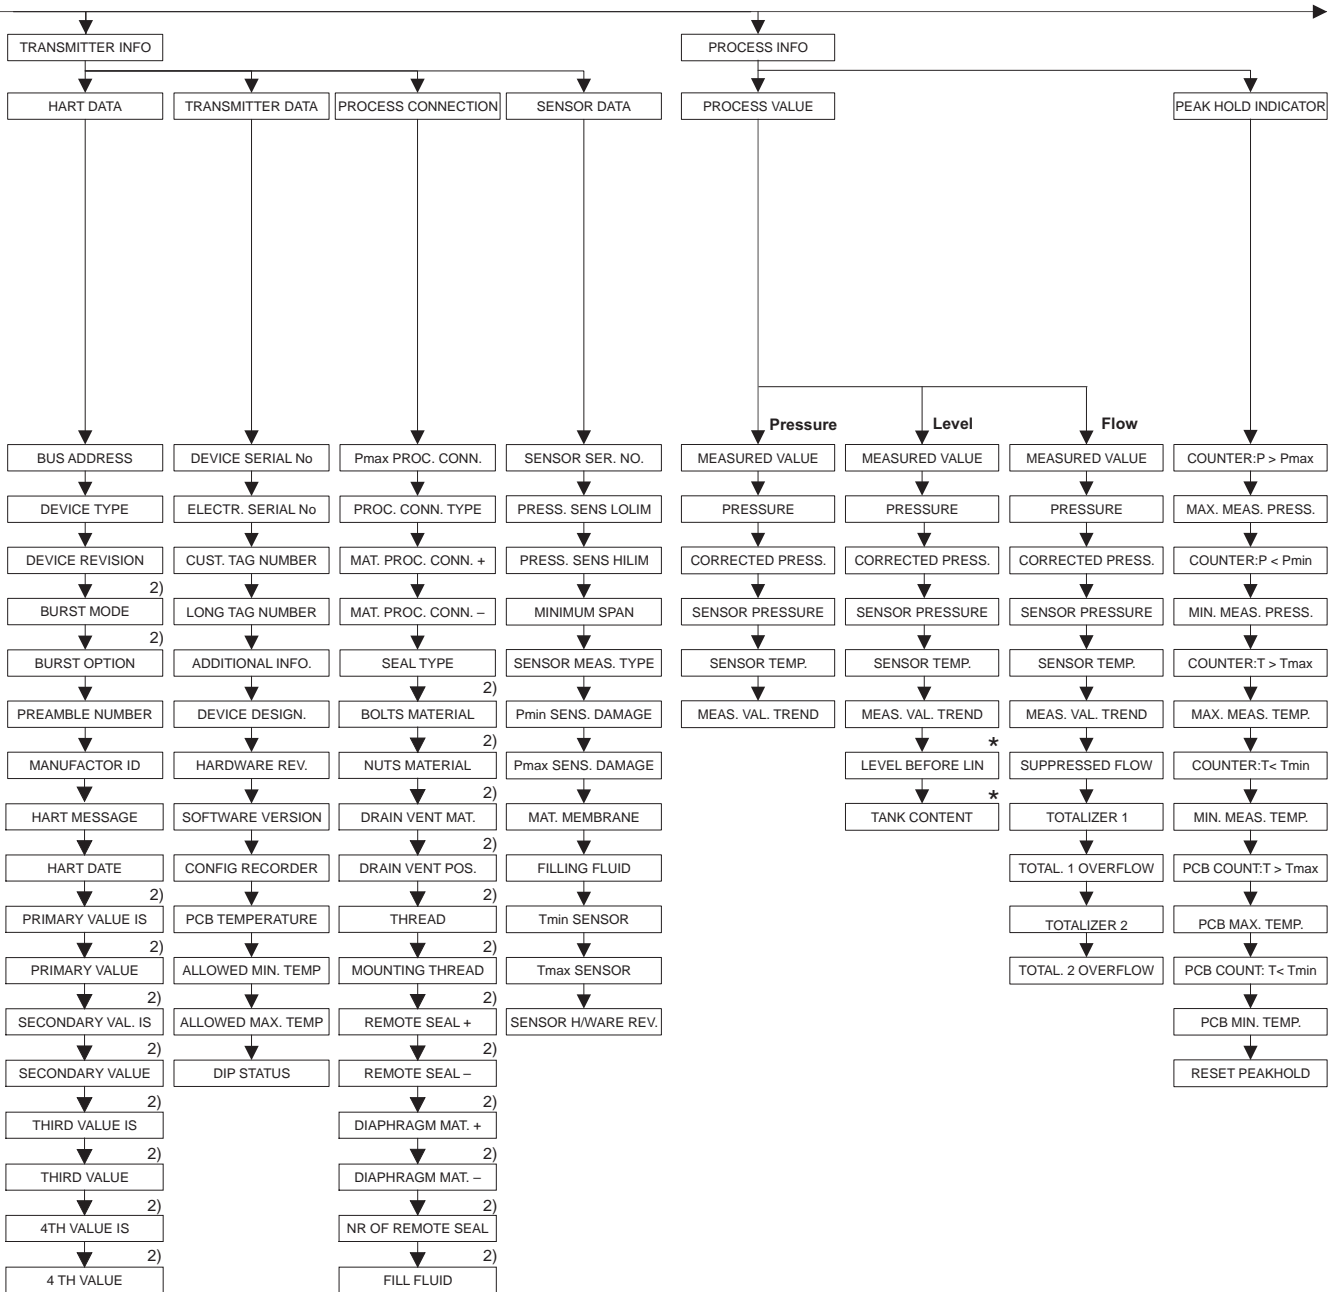 TRANSMITTER INFO
PROCESS INFO
HART DATA
TRANSMITTER DATA
PROCESS CONNECTION
SENSOR DATA
PROCESS VALUE
PEAK HOLD INDICATOR
BUS ADDRESS
DEVICE TYPE
DEVICE REVISION
2)
BURST MODE
2)
BURST OPTION
PREAMBLE NUMBER
MANUFACTOR ID
HART MESSAGE
HART DATE
2)
PRIMARY VALUE IS
2)
PRIMARY VALUE
2)
SECONDARY VAL. IS
2)
SECONDARY VALUE
2)
THIRD VALUE IS
2)
THIRD VALUE
2)
4TH VALUE IS
2)
4 TH VALUE
DEVICE SERIAL No
ELECTR. SERIAL No
CUST. TAG NUMBER
LONG TAG NUMBER
ADDITIONAL INFO.
DEVICE DESIGN.
HARDWARE REV.
SOFTWARE VERSION
CONFIG RECORDER
PCB TEMPERATURE
ALLOWED MIN. TEMP
ALLOWED MAX. TEMP
DIP STATUS
Pmax PROC. CONN.
PROC. CONN. TYPE
MAT. PROC. CONN. +
MAT. PROC. CONN. –
SEAL TYPE
2)
BOLTS MATERIAL
2)
NUTS MATERIAL
2)
DRAIN VENT MAT.
2)
DRAIN VENT POS.
2)
THREAD
2)
MOUNTING THREAD
2)
REMOTE SEAL +
2)
REMOTE SEAL –
2)
DIAPHRAGM MAT. +
2)
DIAPHRAGM MAT. –
2)
NR OF REMOTE SEAL
2)
FILL FLUID
SENSOR SER. NO.
PRESS. SENS LOLIM
PRESS. SENS HILIM
MINIMUM SPAN
SENSOR MEAS. TYPE
Pmin SENS. DAMAGE
Pmax SENS. DAMAGE
MAT. MEMBRANE
FILLING FLUID
Tmin SENSOR
Tmax SENSOR
SENSOR H/WARE REV.
Pressure
MEASURED VALUE
PRESSURE
CORRECTED PRESS.
SENSOR PRESSURE
SENSOR TEMP.
MEAS. VAL. TREND
Level
MEASURED VALUE
PRESSURE
CORRECTED PRESS.
SENSOR PRESSURE
SENSOR TEMP.
MEAS. VAL. TREND
*
LEVEL BEFORE LIN
*
TANK CONTENT
Flow
MEASURED VALUE
PRESSURE
CORRECTED PRESS.
SENSOR PRESSURE
SENSOR TEMP.
MEAS. VAL. TREND
SUPPRESSED FLOW
TOTALIZER 1
TOTAL. 1 OVERFLOW
TOTALIZER 2
TOTAL. 2 OVERFLOW
COUNTER:P > Pmax
MAX. MEAS. PRESS.
COUNTER:P < Pmin
MIN. MEAS. PRESS.
COUNTER:T > Tmax
MAX. MEAS. TEMP.
COUNTER:T< Tmin
MIN. MEAS. TEMP.
PCB COUNT:T > Tmax
PCB MAX. TEMP.
PCB COUNT: T< Tmin
PCB MIN. TEMP.
RESET PEAKHOLD